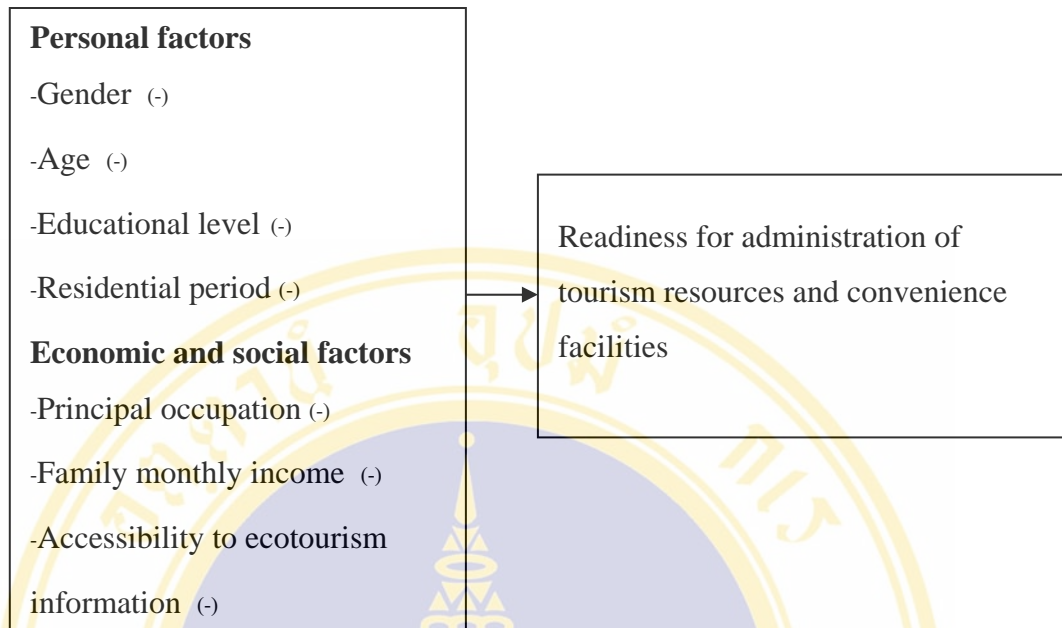 Personal factors
-Gender (-)
-Age (-)
-Educational level (-)
-Residential period (-)
Economic and social factors
-Principal occupation (-)
-Family monthly income (-)
-Accessibility to ecotourism
information (-)
Readiness for administration of
tourism resources and convenience
facilities